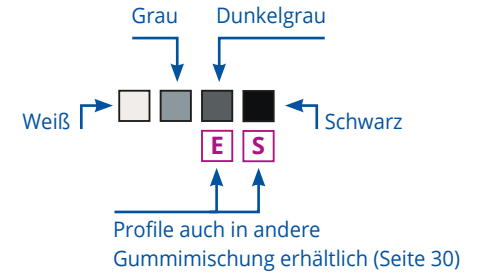 Grau Dunkelgrau
Weiß Schwarz
E S
Profile auch in andere
Gummimischung erhältlich (Seite 30)